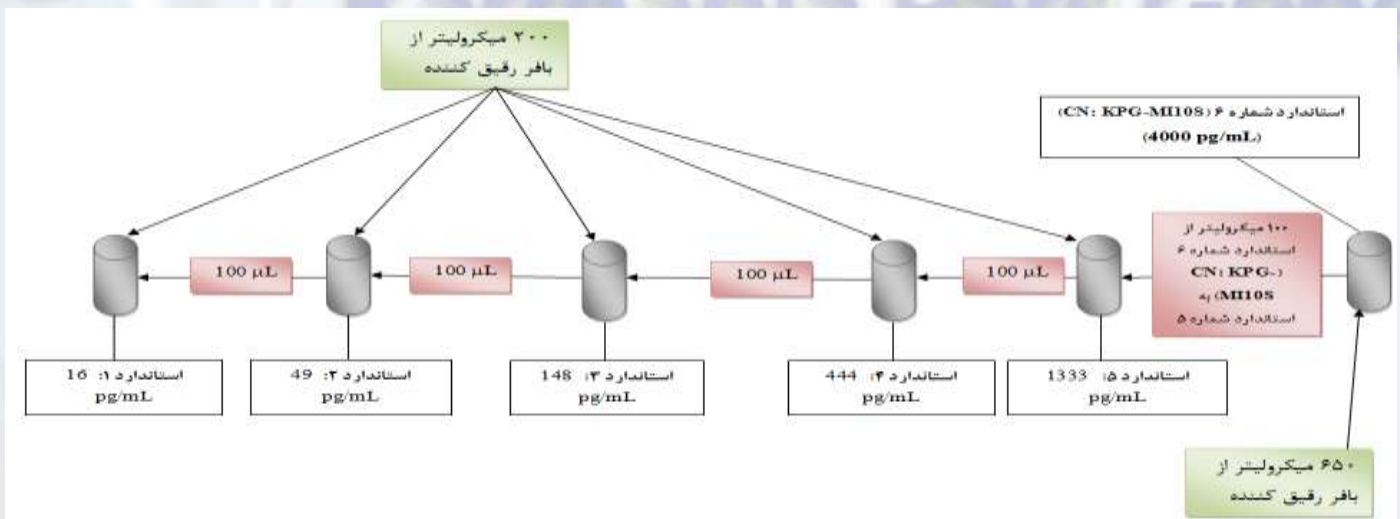 ۲۰۰ میکرولیتر از
بافر رقیق کننده
استاندارد شماره ۶ (CN: KPG-MI10S)
(4000 pg/mL)
۱۰۰ میکرولیتر از
استاندارد شماره ۶
(CN: KPG-
MI10S) به
استاندارد شماره ۵
100 µL
100 µL
100 µL
100 µL
استاندارد ۵: 1333
pg/mL
استاندارد ۴: 444
pg/mL
استاندارد ۳: 148
pg/mL
استاندارد ۲: 49
pg/mL
استاندارد ۱: 16
pg/mL
۶۵۰ میکرولیتر از
بافر رقیق کننده